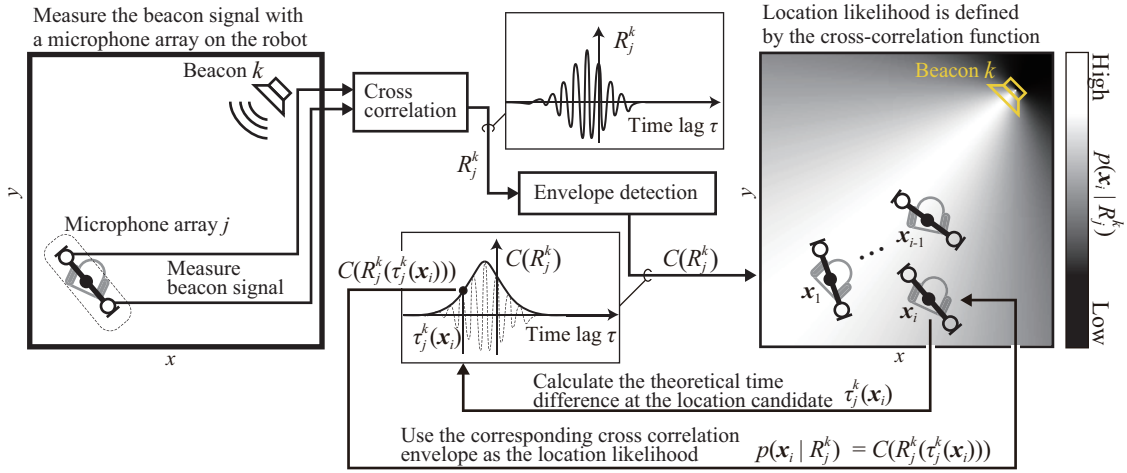 Measure the beacon signal with
a microphone array on the robot
Beacon k
Microphone array j
Measure
beacon signal
y
x
Cross
correlation
R_j^k
Time lag τ
R_j^k
Envelope detection
C(R_j^k(τ_j^k(x_i)))
C(R_j^k)
τ_j^k(x_i)
Time lag τ
C(R_j^k)
Location likelihood is defined
by the cross-correlation function
Beacon k
y
x_{i-1}
x_1
x_i
x
High
p(x_i | R_j^k)
Low
Calculate the theoretical time
difference at the location candidate τ_j^k(x_i)
Use the corresponding cross correlation
envelope as the location likelihood p(x_i | R_j^k) = C(R_j^k(τ_j^k(x_i)))